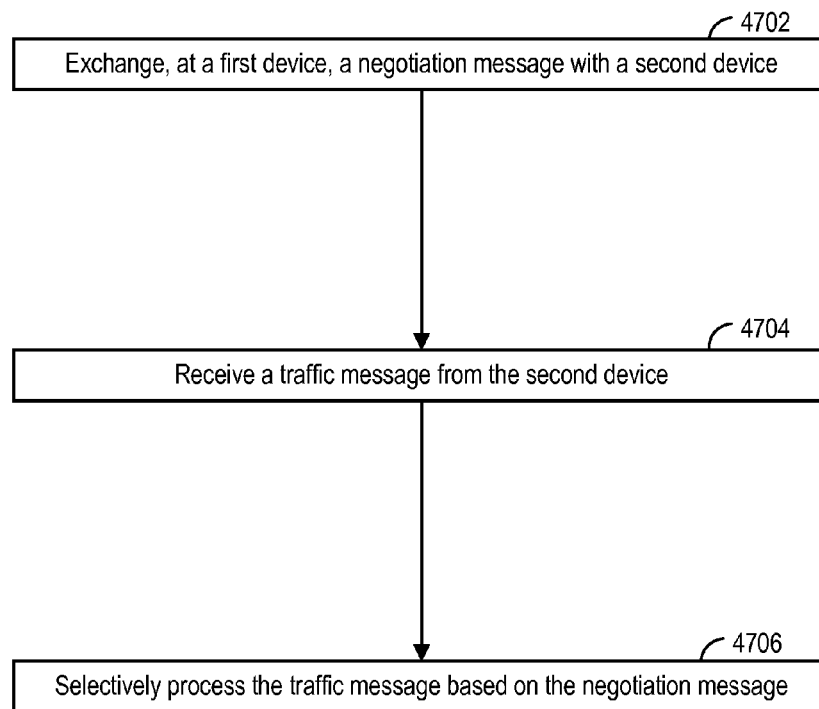 4702
Exchange, at a first device, a negotiation message with a second device
4704
Receive a traffic message from the second device
4706
Selectively process the traffic message based on the negotiation message